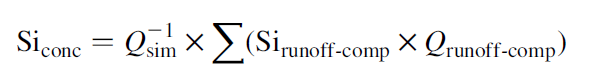 Si_conc = Q_sim^{-1} × ∑(Si_runoff-comp × Q_runoff-comp)